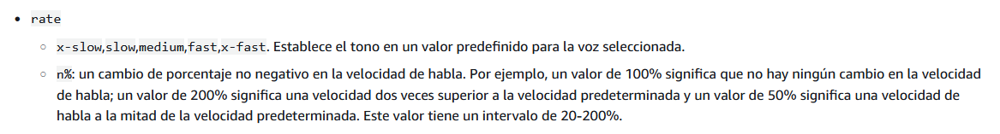 rate
x-slow,slow,medium,fast,x-fast. Establece el tono en un valor predefinido para la voz seleccionada.
n%: un cambio de porcentaje no negativo en la velocidad de habla. Por ejemplo, un valor de 100% significa que no hay ningún cambio en la velocidad
de habla; un valor de 200% significa una velocidad dos veces superior a la velocidad predeterminada y un valor de 50% significa una velocidad de
habla a la mitad de la velocidad predeterminada. Este valor tiene un intervalo de 20-200%.